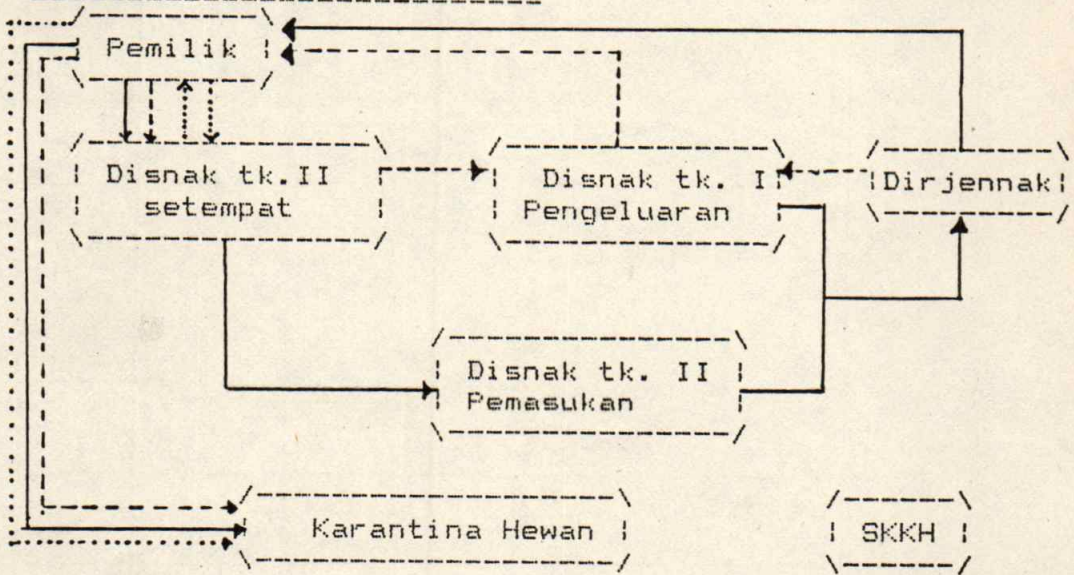 Pemilik
Disnak tk.II
setempat
Disnak tk. I
Pengeluaran
Dirjennak
Disnak tk. II
Pemasukan
Karantina Hewan
SKKH